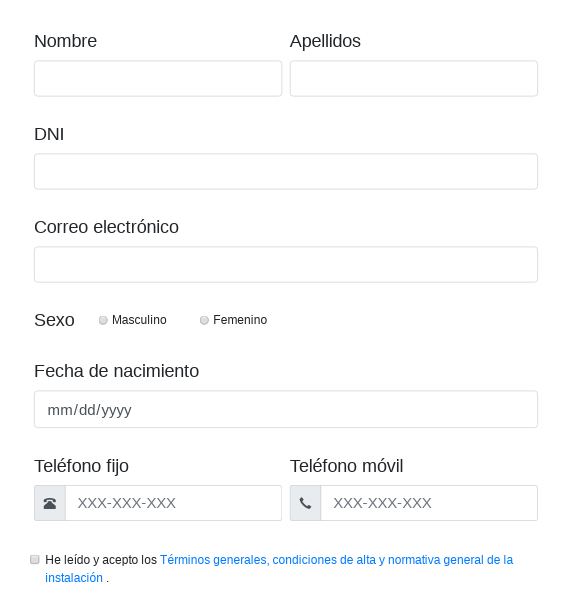 Nombre Apellidos
DNI
Correo electrónico
Sexo Masculino Femenino
Fecha de nacimiento
mm/dd/yyyy
Teléfono fijo Teléfono móvil
XXX-XXX-XXX XXX-XXX-XXX
He leído y acepto los Términos generales, condiciones de alta y normativa general de la
instalación .